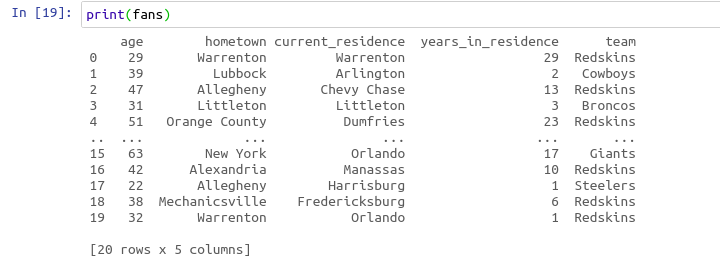 In [19]: print(fans)
age hometown current_residence years_in_residence team
0 29 Warrenton Warrenton 29 Redskins
1 39 Lubbock Arlington 2 Cowboys
2 47 Allegheny Chevy Chase 13 Redskins
3 31 Littleton Littleton 3 Broncos
4 51 Orange County Dumfries 23 Redskins
.. ... ... ... ... ...
15 63 New York Orlando 17 Giants
16 42 Alexandria Manassas 10 Redskins
17 22 Allegheny Harrisburg 1 Steelers
18 38 Mechanicsville Fredericksburg 6 Redskins
19 32 Warrenton Orlando 1 Redskins
[20 rows x 5 columns]